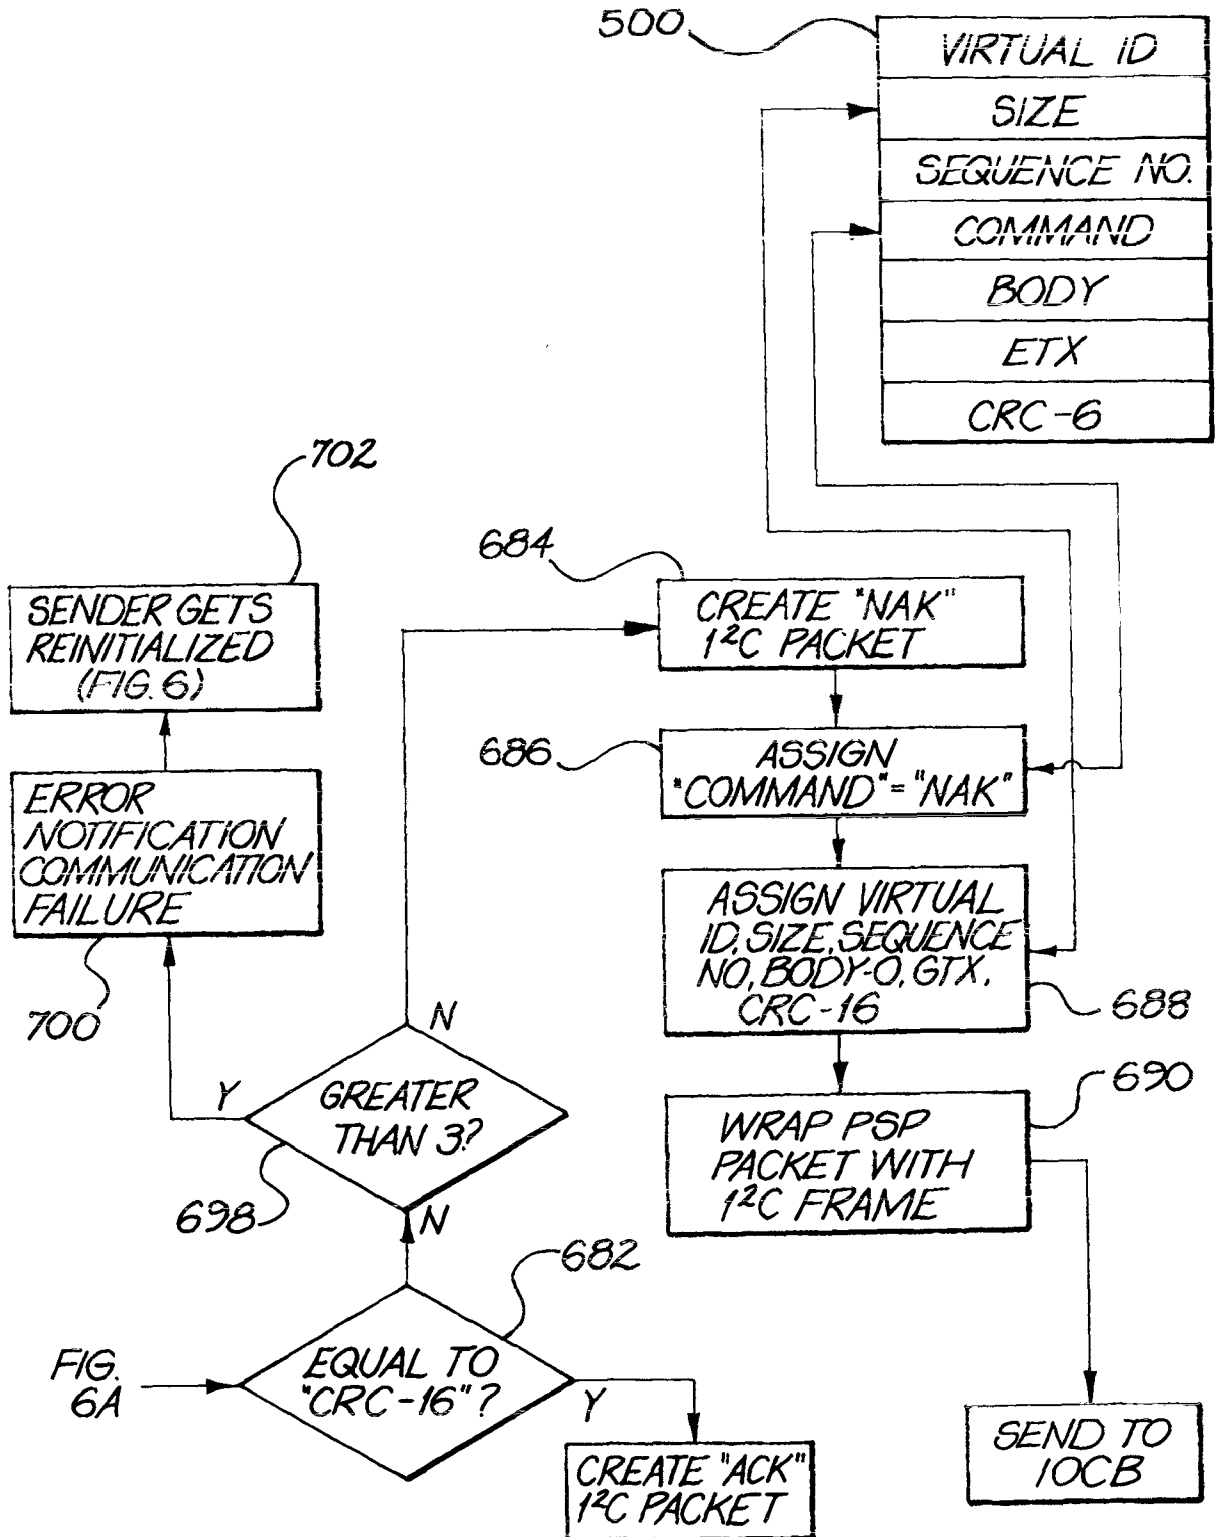 500
VIRTUAL ID
SIZE
SEQUENCE NO.
COMMAND
BODY
ETX
CRC-6
702
SENDER GETS
REINITIALIZED
(FIG. 6)
684
CREATE "NAK"
I²C PACKET
686
ASSIGN
"COMMAND"="NAK"
ERROR
NOTIFICATION
COMMUNICATION
FAILURE
700
ASSIGN VIRTUAL
ID, SIZE, SEQUENCE
NO, BODY-0, GTX,
CRC-16
688
N
Y
GREATER
THAN 3?
698
690
WRAP PSP
PACKET WITH
I²C FRAME
N
682
FIG.
6A
EQUAL TO
"CRC-16"?
Y
CREATE "ACK"
I²C PACKET
SEND TO
IOCB